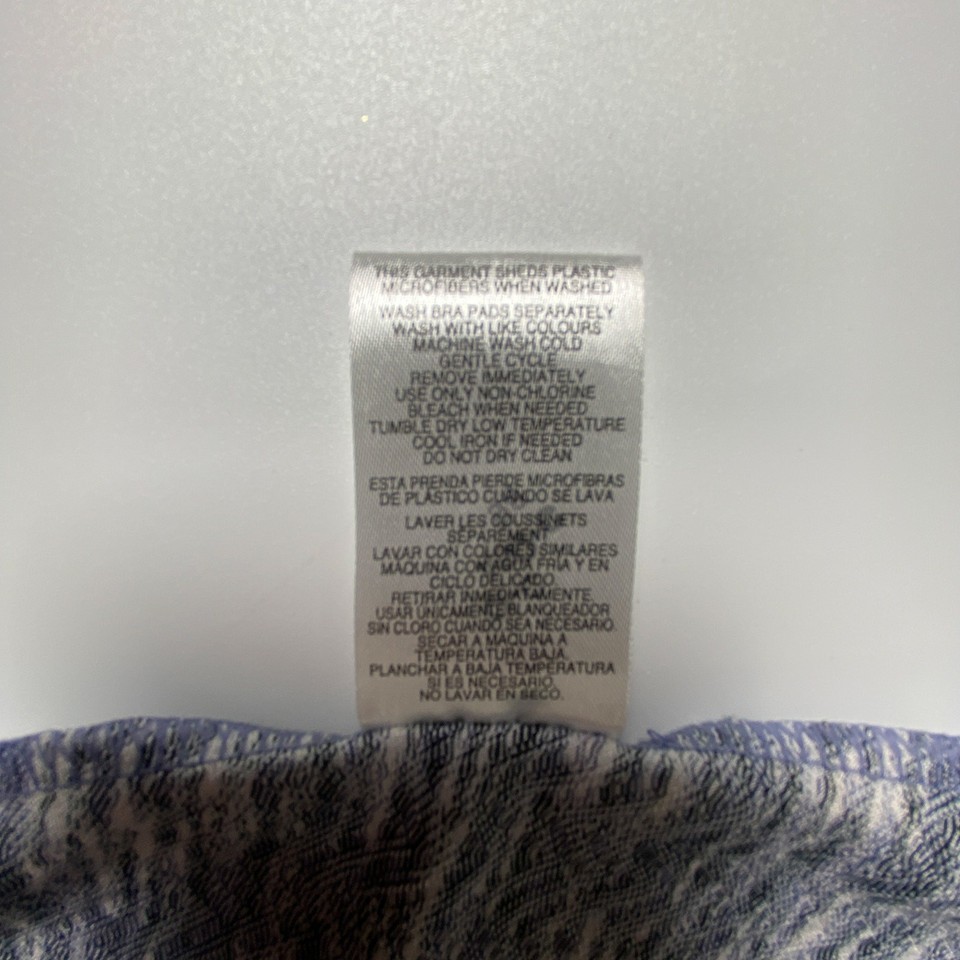 THIS GARMENT SHEDS PLASTIC
MICROFIBERS WHEN WASHED
WASH BRA PADS SEPARATELY
WASH WITH LIKE COLOURS
MACHINE WASH COLD
GENTLE CYCLE
REMOVE IMMEDIATELY
USE ONLY NON-CHLORINE
BLEACH WHEN NEEDED
TUMBLE DRY LOW TEMPERATURE
COOL IRON IF NEEDED
DO NOT DRY CLEAN
ESTA PRENDA PIERDE MICROFIBRAS
DE PLASTICO CUANDO SE LAVA
LAVER LES COUSSINETS
SÉPARÉMENT
LAVAR CON COLORES SIMILARES
MAQUINA CON AGUA FRIA Y EN
CICLO DELICADO.
RETIRAR INMEDIATAMENTE.
USAR UNICAMENTE BLANQUEADOR
SIN CLORO CUANDO SEA NECESARIO.
SECAR A MAQUINA A
TEMPERATURA BAJA.
PLANCHAR A BAJA TEMPERATURA
SI ES NECESARIO.
NO LAVAR EN SECO.